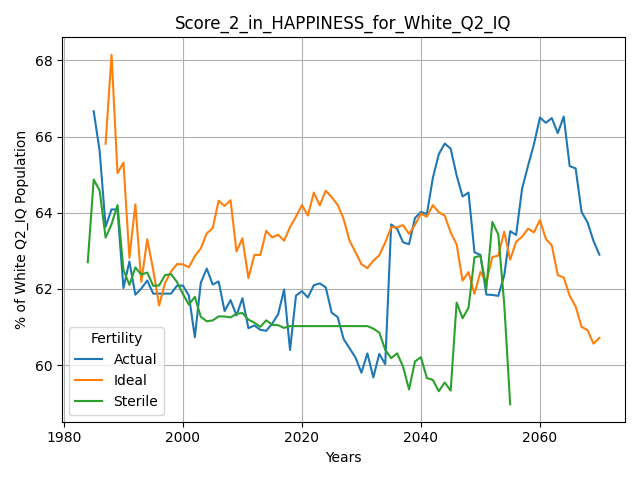 Score_2_in_HAPPINESS_for_White_Q2_IQ
% of White Q2_IQ Population
68
66
64
62
60
Fertility
Actual
Ideal
Sterile
1980
2000
2020
2040
2060
Years